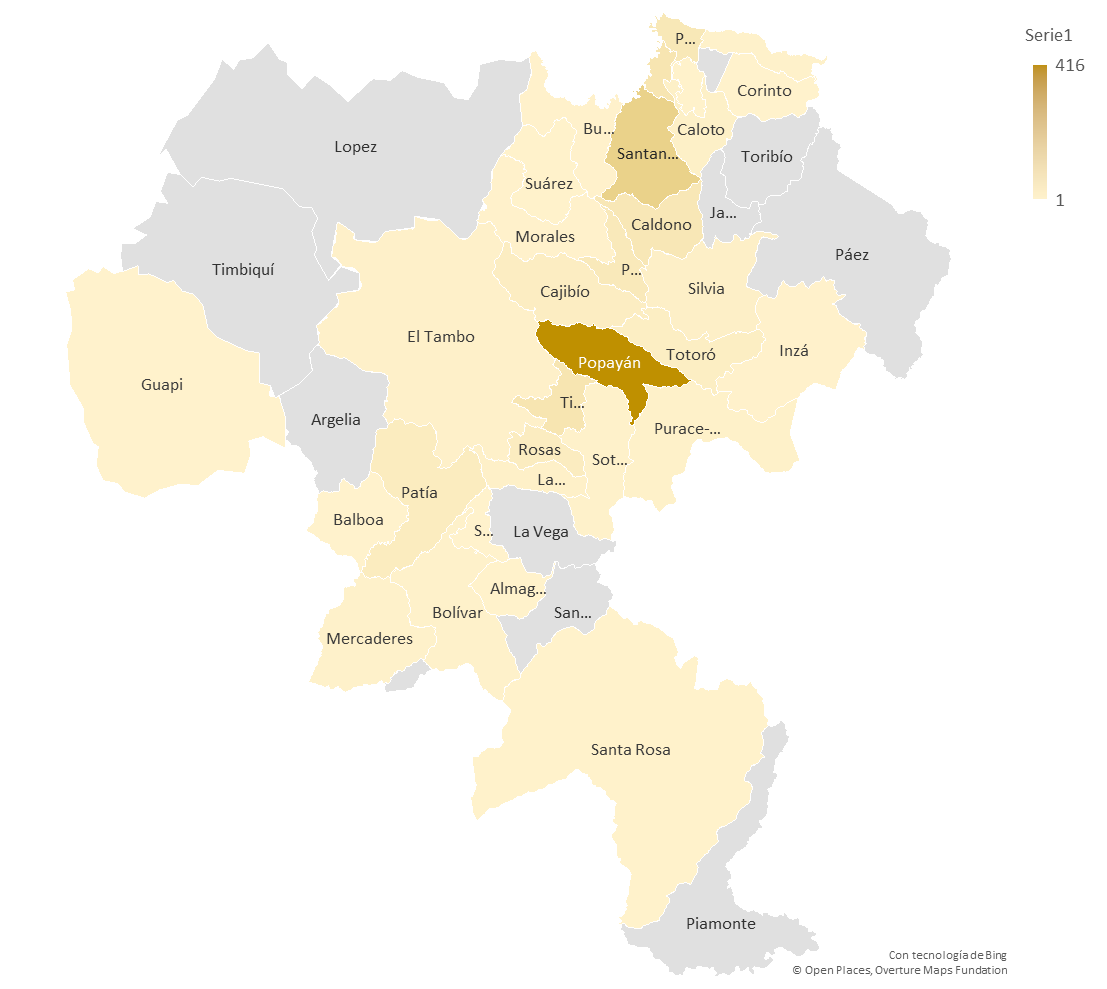 Serie1
416
1
P...
Corinto
Bu...
Caloto
Lopez
Santan...
Toribío
Suárez
Ja...
Caldono
Morales
Páez
Timbiquí
P...
Silvia
Cajibío
El Tambo
Totoró
Inzá
Popayán
Guapi
Ti...
Argelia
Purace-...
Rosas
Sot...
La...
Patía
Balboa
S...
La Vega
Almag...
Bolívar
San...
Mercaderes
Santa Rosa
Piamonte
Con tecnología de Bing
© Open Places, Overture Maps Fundation